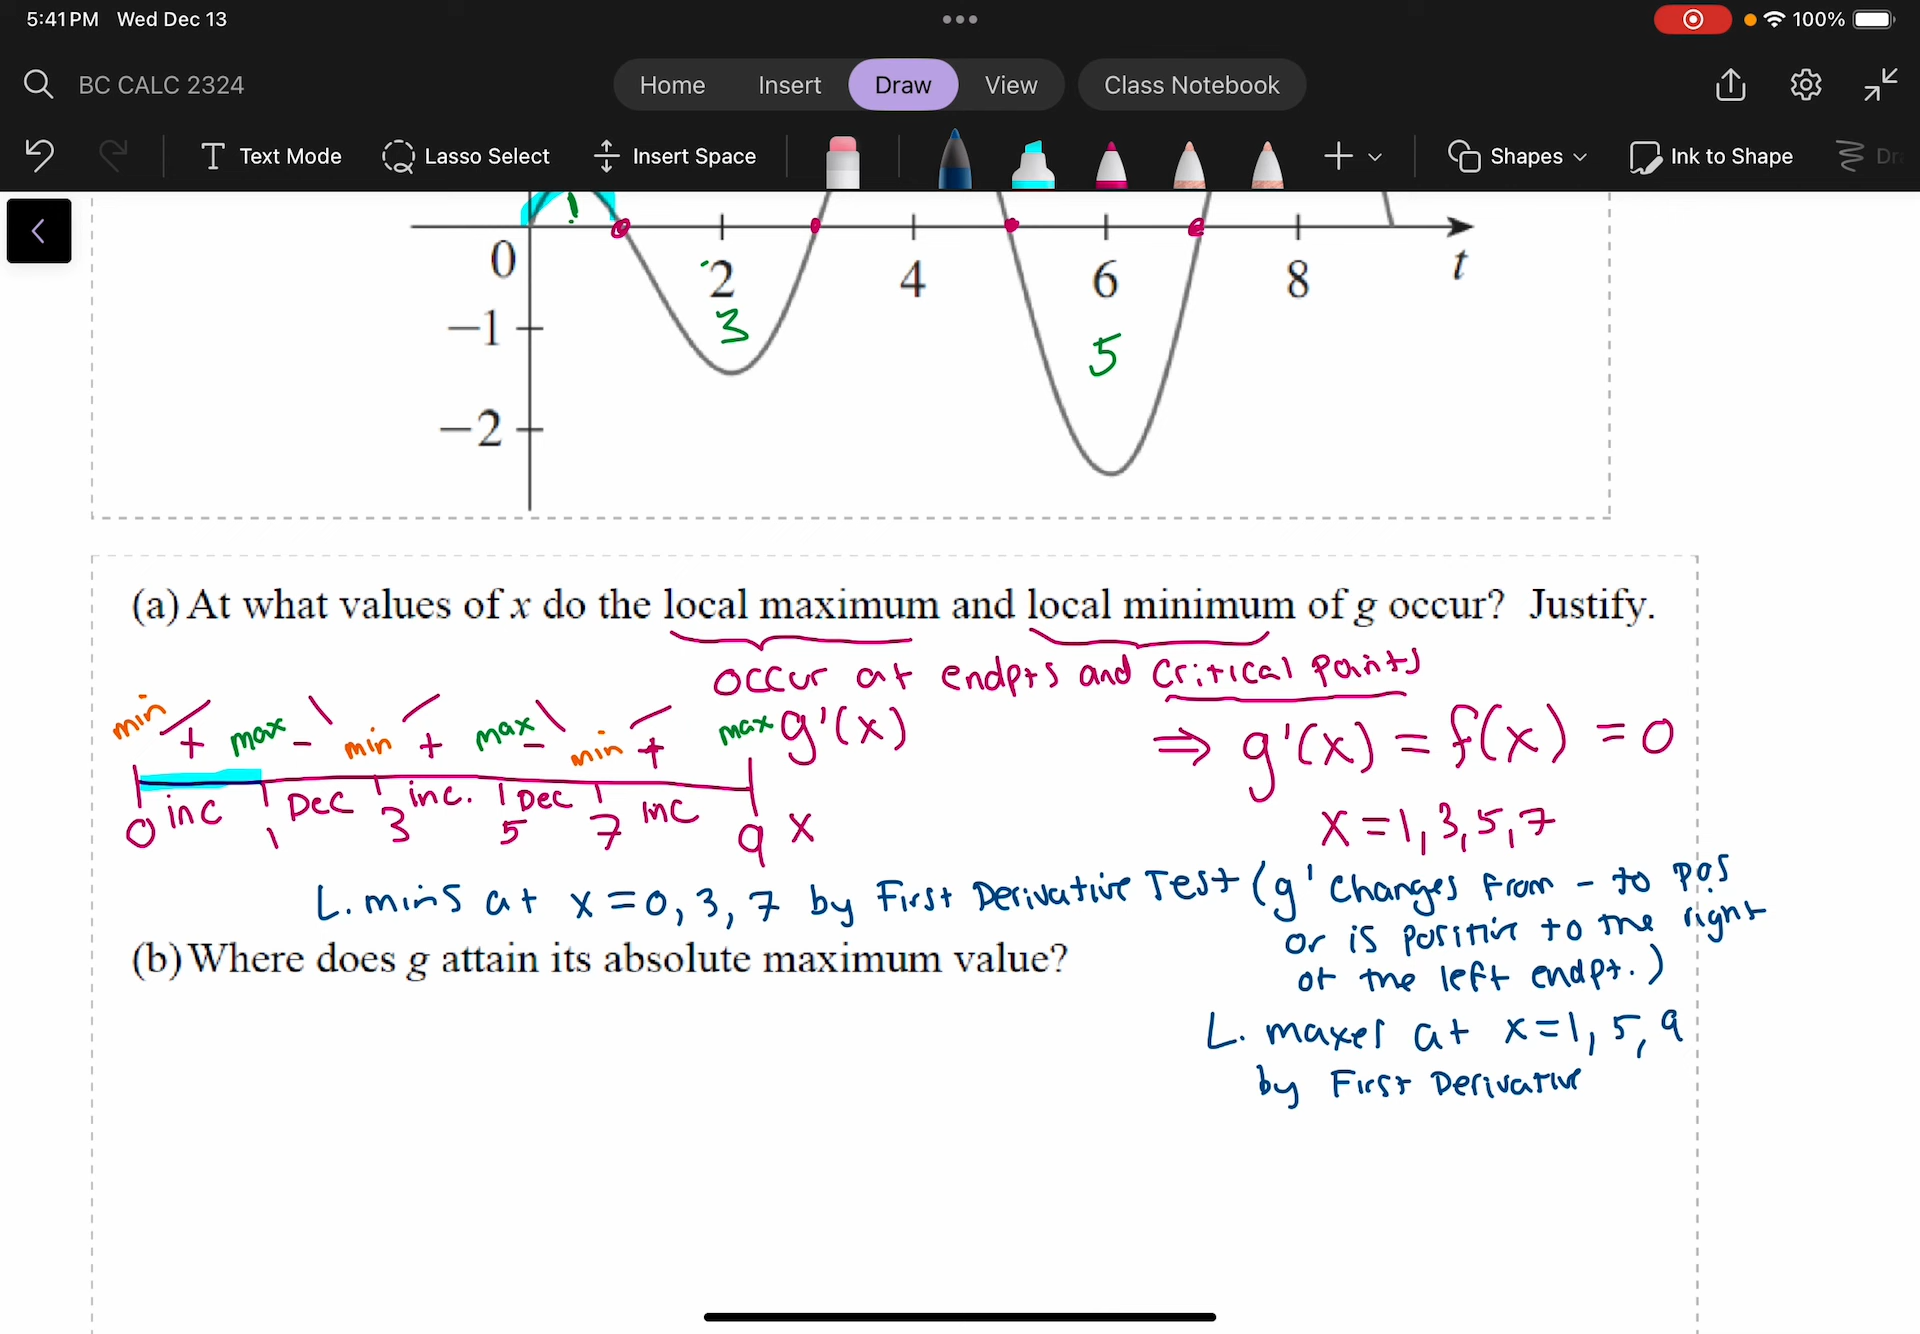 5:41 PM Wed Dec 13
100%
BC CALC 2324
Home Insert Draw View Class Notebook
Text Mode Lasso Select Insert Space Shapes Ink to Shape Dr
1
0 2 4 6 8 t
3
-1
5
-2
(a) At what values of x do the local maximum and local minimum of g occur? Justify.
occur at endpts and critical points
min + max - min + max - min + max g'(x)
⇒ g'(x) = f(x) = 0
inc Dec inc. Dec inc
0 1 3 5 7 9 x
x = 1, 3, 5, 7
L. mins at x = 0, 3, 7 by First Derivative Test (g' changes from - to pos
or is positive to the right
of the left endpt.)
(b) Where does g attain its absolute maximum value?
L. maxes at x = 1, 5, 9
by First Derivative